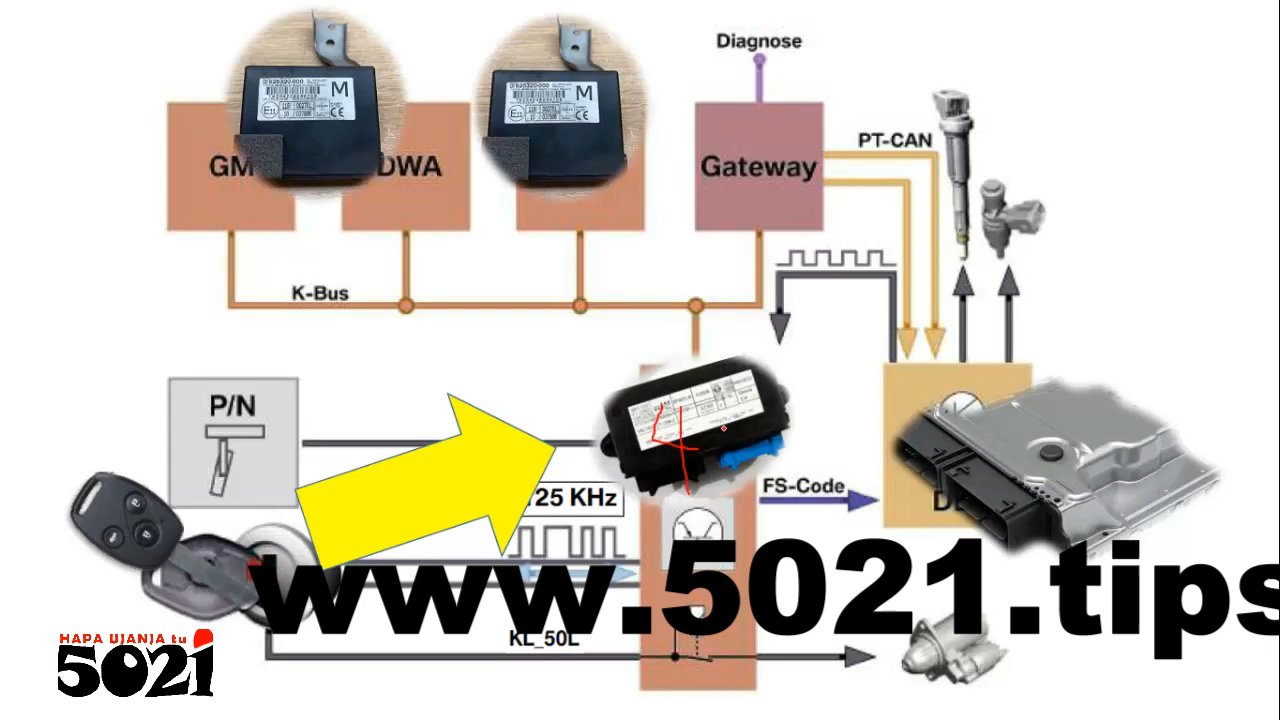 Diagnose
PT-CAN
M
M
GM
DWA
Gateway
K-Bus
P/N
125 KHz
FS-Code
www.5021.tips
KL_50L
HAPA UJANJA tu
5021